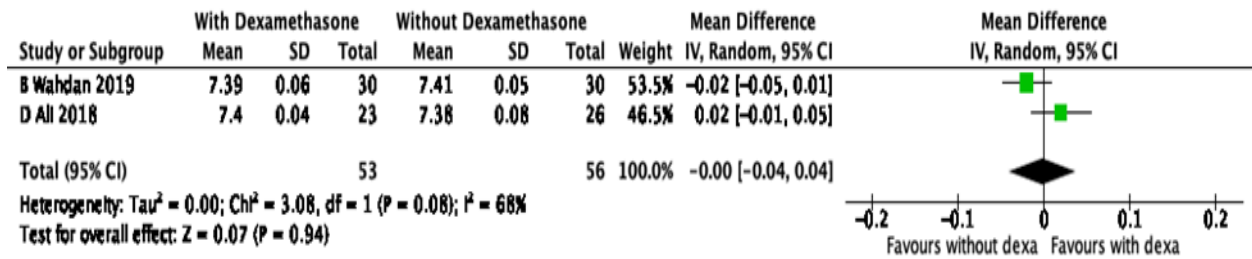 With Dexamethasone Without Dexamethasone Mean Difference Mean Difference
Study or Subgroup Mean SD Total Mean SD Total Weight IV, Random, 95% CI IV, Random, 95% CI
B Wahdan 2019 7.39 0.06 30 7.41 0.05 30 53.5% −0.02 [−0.05, 0.01]
D Ali 2018 7.4 0.04 23 7.38 0.08 26 46.5% 0.02 [−0.01, 0.05]
Total (95% CI) 53 56 100.0% −0.00 [−0.04, 0.04]
Heterogeneity: Tau² = 0.00; Chi² = 3.08, df = 1 (P = 0.08); I² = 68%
Test for overall effect: Z = 0.07 (P = 0.94)
-0.2 -0.1 0 0.1 0.2
Favours without dexa Favours with dexa